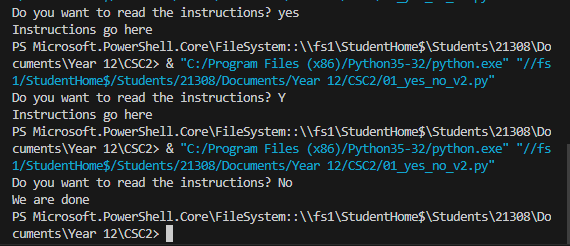 Do you want to read the instructions? yes
Instructions go here
PS Microsoft.PowerShell.Core\FileSystem::\\fs1\StudentHome$\Students\21308\Do
cuments\Year 12\CSC2> & "C:/Program Files (x86)/Python35-32/python.exe" "//fs
1/StudentHome$/Students/21308/Documents/Year 12/CSC2/01_yes_no_v2.py"
Do you want to read the instructions? Y
Instructions go here
PS Microsoft.PowerShell.Core\FileSystem::\\fs1\StudentHome$\Students\21308\Do
cuments\Year 12\CSC2> & "C:/Program Files (x86)/Python35-32/python.exe" "//fs
1/StudentHome$/Students/21308/Documents/Year 12/CSC2/01_yes_no_v2.py"
Do you want to read the instructions? No
We are done
PS Microsoft.PowerShell.Core\FileSystem::\\fs1\StudentHome$\Students\21308\Do
cuments\Year 12\CSC2>